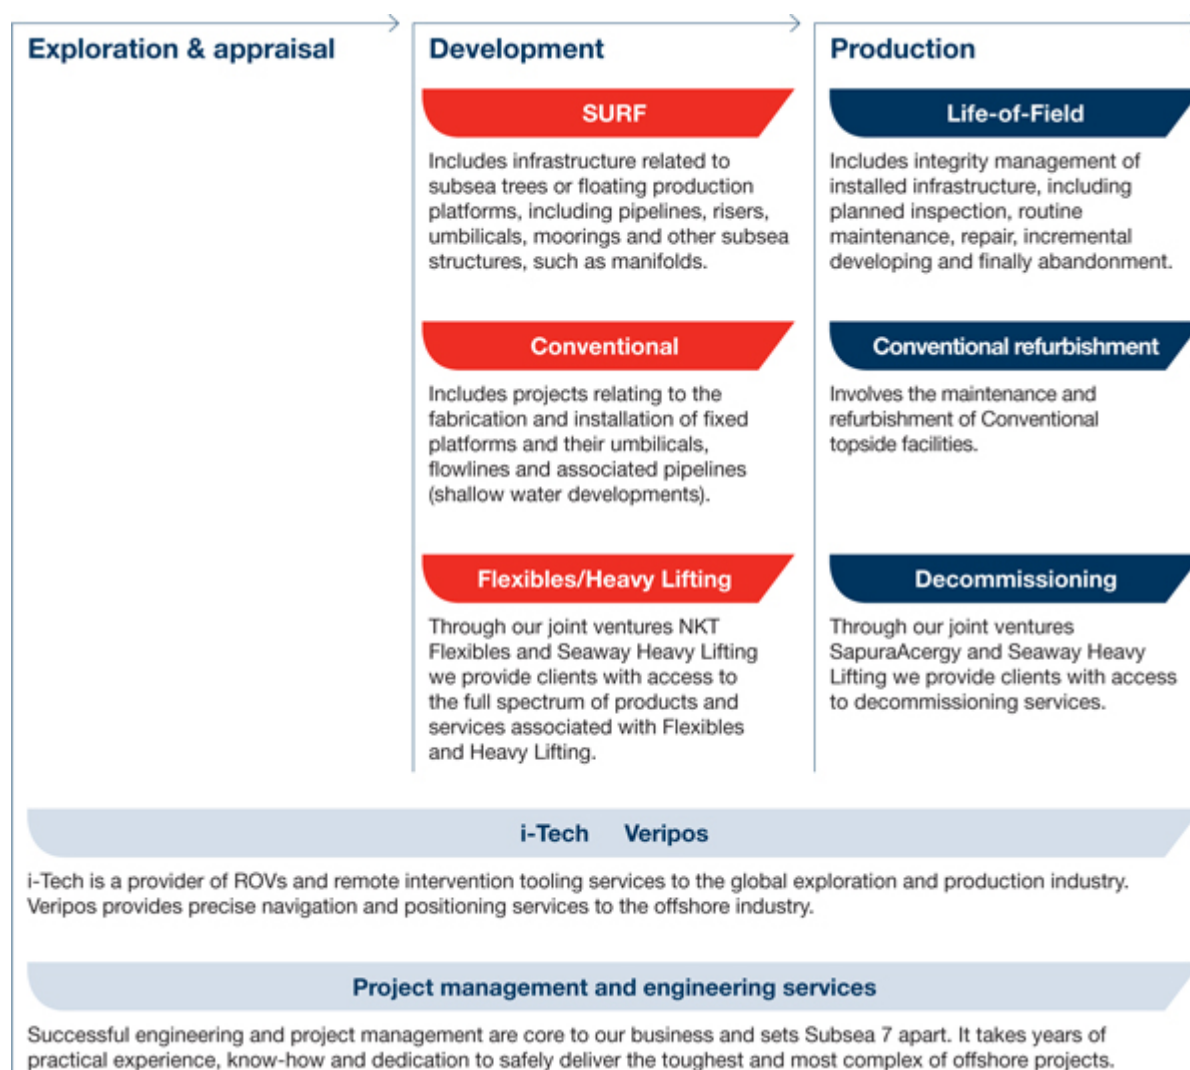 Exploration & appraisal
Development
SURF
Includes infrastructure related to
subsea trees or floating production
platforms, including pipelines, risers,
umbilicals, moorings and other subsea
structures, such as manifolds.
Conventional
Includes projects relating to the
fabrication and installation of fixed
platforms and their umbilicals,
flowlines and associated pipelines
(shallow water developments).
Flexibles/Heavy Lifting
Through our joint ventures NKT
Flexibles and Seaway Heavy Lifting
we provide clients with access to
the full spectrum of products and
services associated with Flexibles
and Heavy Lifting.
Production
Life-of-Field
Includes integrity management of
installed infrastructure, including
planned inspection, routine
maintenance, repair, incremental
developing and finally abandonment.
Conventional refurbishment
Involves the maintenance and
refurbishment of Conventional
topside facilities.
Decommissioning
Through our joint ventures
SapuraAcergy and Seaway Heavy
Lifting we provide clients with access
to decommissioning services.
i-Tech Veripos
i-Tech is a provider of ROVs and remote intervention tooling services to the global exploration and production industry.
Veripos provides precise navigation and positioning services to the offshore industry.
Project management and engineering services
Successful engineering and project management are core to our business and sets Subsea 7 apart. It takes years of
practical experience, know-how and dedication to safely deliver the toughest and most complex of offshore projects.